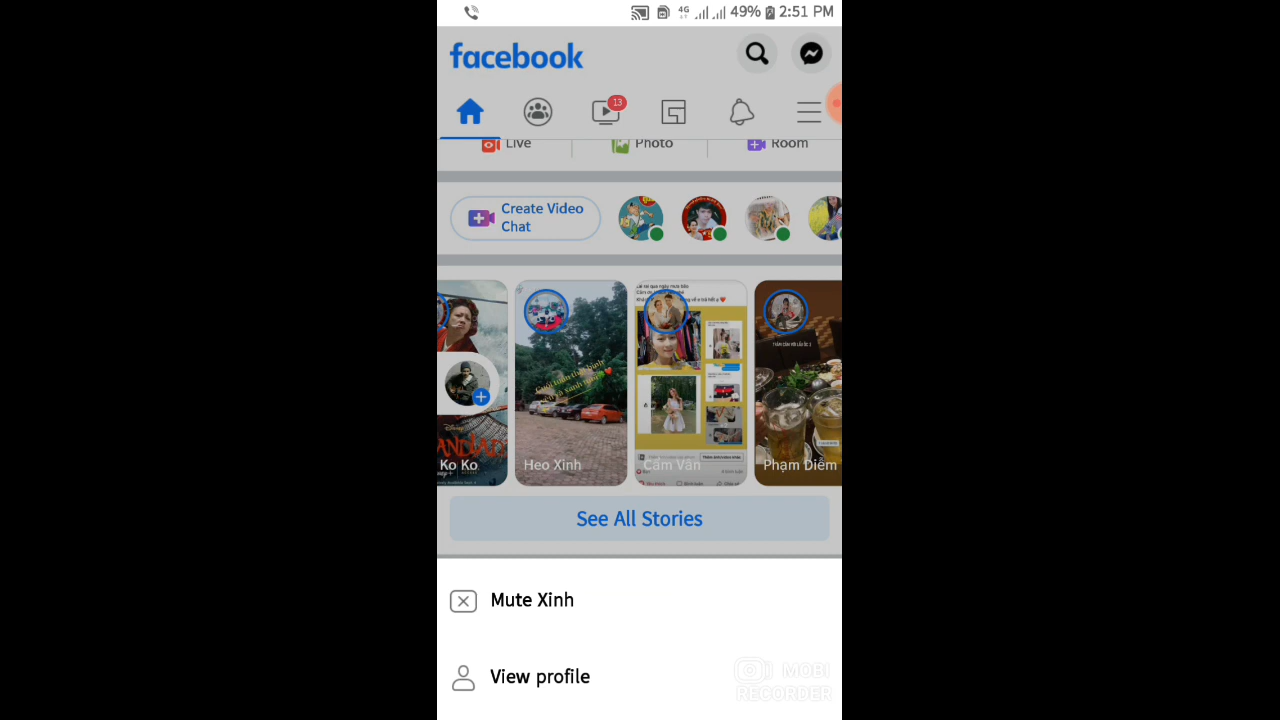 4G 49% 2:51 PM
facebook
13
Live Photo Room
Create Video
Chat
Ko Ko
Heo Xinh
Cẩm Vân
Phạm Diễm
See All Stories
Mute Xinh
View profile
MOBI
RECORDER